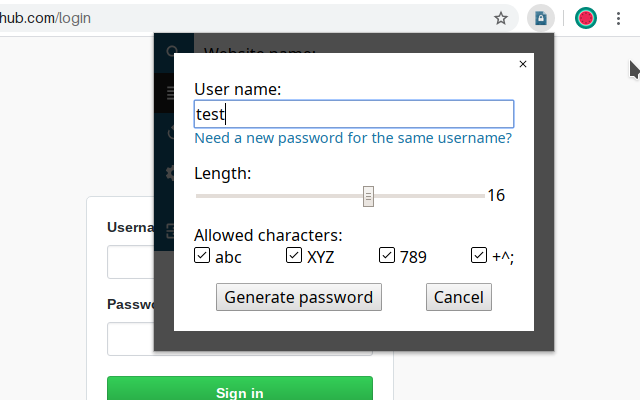 hub.com/login
Website name:
User name:
test
Need a new password for the same username?
Length:
16
Allowed characters:
abc XYZ 789 +^;
Generate password Cancel
Userna
Passwo
Sign in